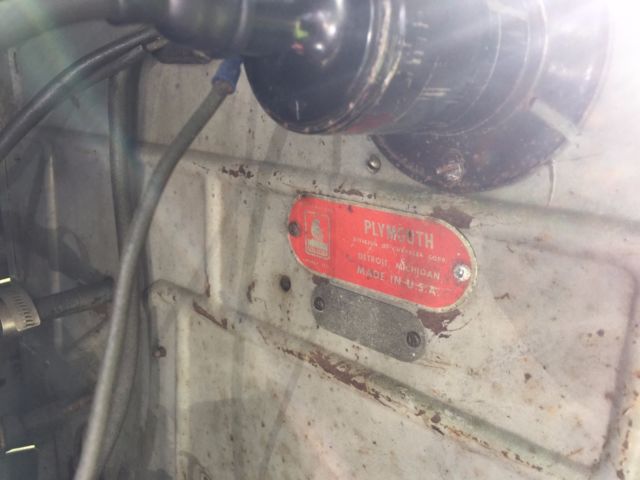 PLYMOUTH
DIVISION OF CHRYSLER CORP.
DETROIT, MICHIGAN
MADE IN U.S.A.